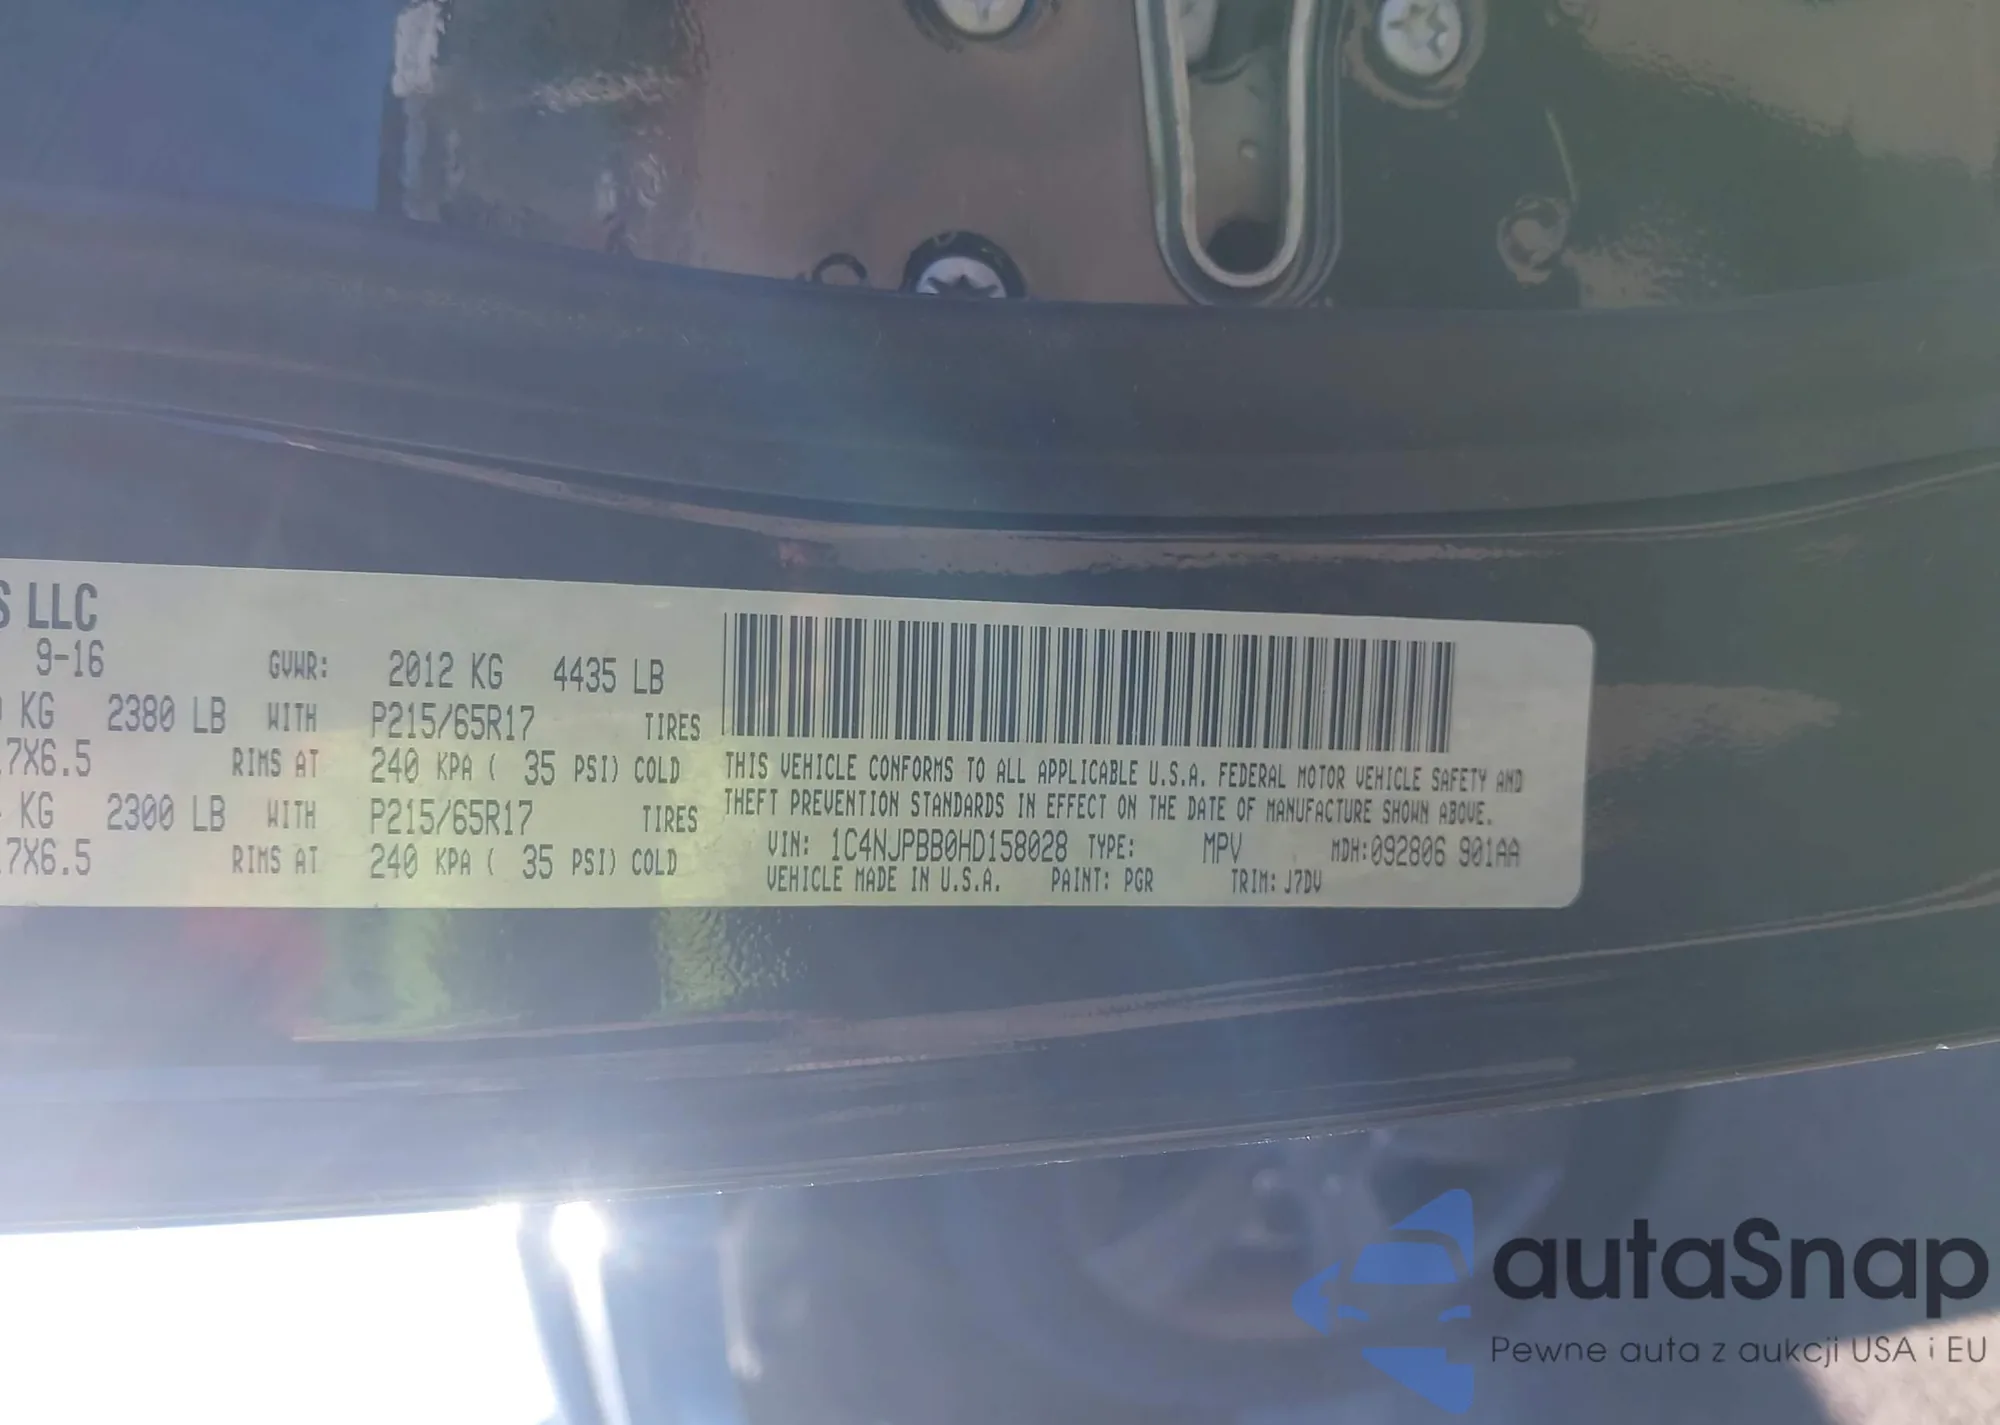 S LLC
9-16 GVWR: 2012 KG 4435 LB
KG 2380 LB WITH P215/65R17 TIRES
7X6.5 RIMS AT 240 KPA ( 35 PSI) COLD
KG 2300 LB WITH P215/65R17 TIRES
7X6.5 RIMS AT 240 KPA ( 35 PSI) COLD
THIS VEHICLE CONFORMS TO ALL APPLICABLE U.S.A. FEDERAL MOTOR VEHICLE SAFETY AND
THEFT PREVENTION STANDARDS IN EFFECT ON THE DATE OF MANUFACTURE SHOWN ABOVE.
VIN: 1C4NJPBB0HD158028 TYPE: MPV MDH:092806 901AA
VEHICLE MADE IN U.S.A. PAINT: PGR TRIM: J7DV
autaSnap
Pewne auta z aukcji USA i EU